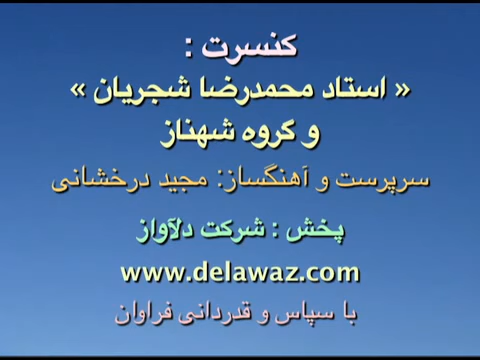 کنسرت :
« استاد محمدرضا شجریان »
و گروه شهناز
سرپرست و آهنگساز: مجید درخشانی
پخش : شرکت دلآواز
www.delawaz.com
با سپاس و قدردانی فراوان